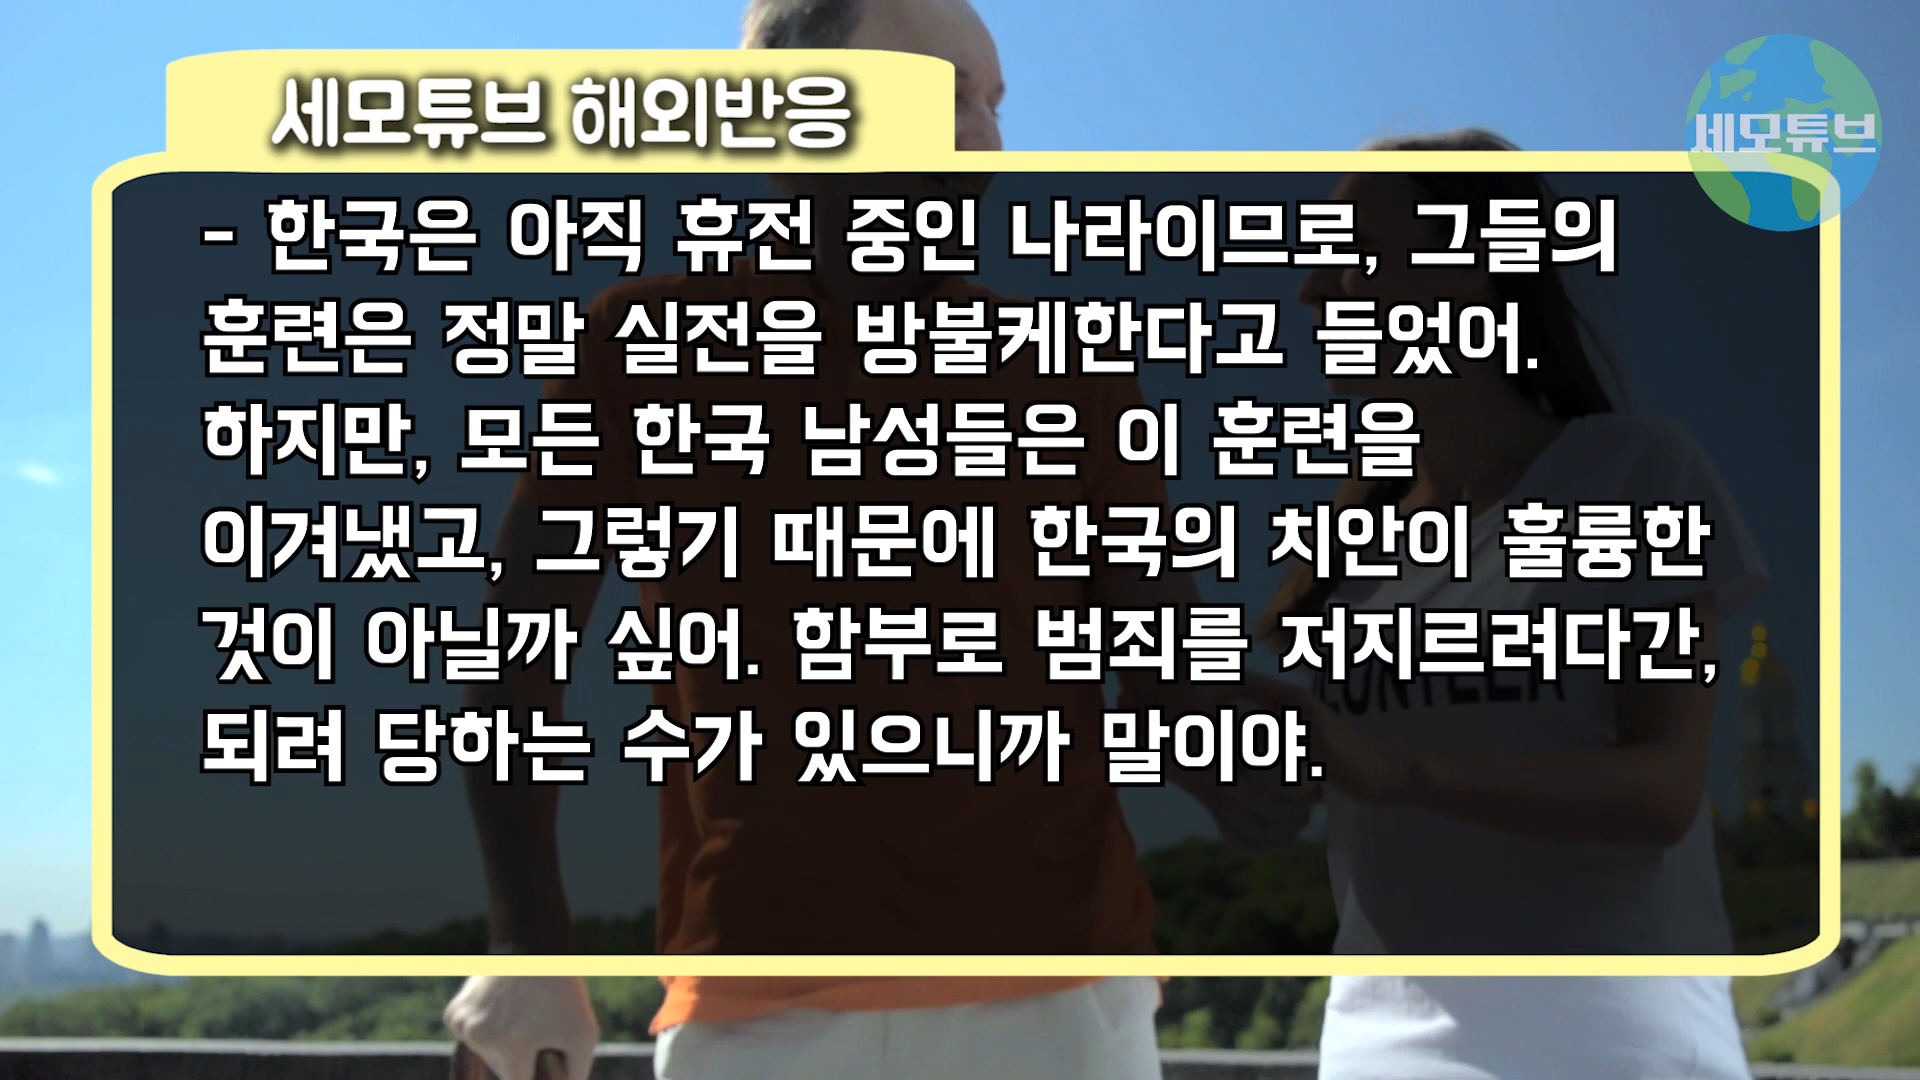 세모튜브 해외반응
세모튜브
- 한국은 아직 휴전 중인 나라이므로, 그들의
훈련은 정말 실전을 방불케한다고 들었어.
하지만, 모든 한국 남성들은 이 훈련을
이겨냈고, 그렇기 때문에 한국의 치안이 훌륭한
것이 아닐까 싶어. 함부로 범죄를 저지르려다간,
되려 당하는 수가 있으니까 말이야.